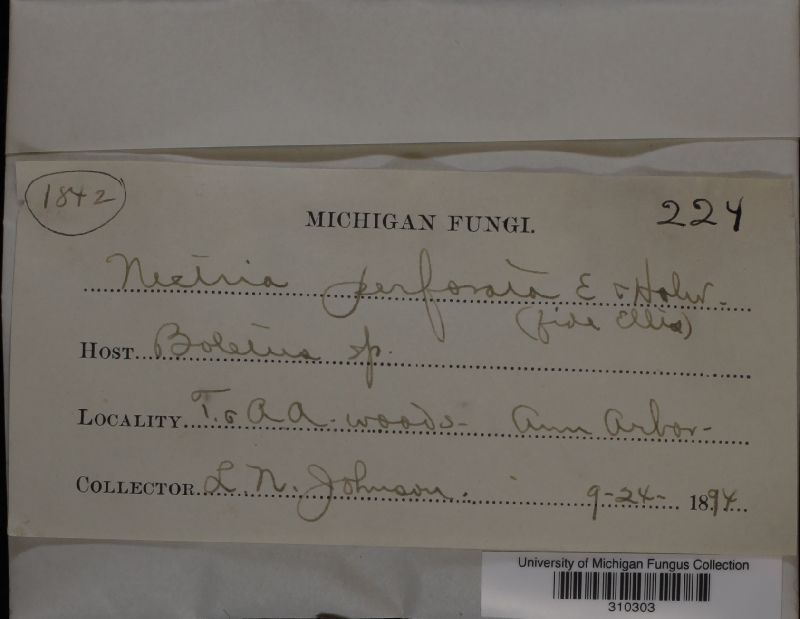 1842
224
MICHIGAN FUNGI.
Nectria perforata E & Holw.
(fide Ellis)
HOST Boletus sp.
LOCALITY T. & A A. woods - Ann Arbor -
COLLECTOR L. N. Johnson. 9-24- 1894
University of Michigan Fungus Collection
310303